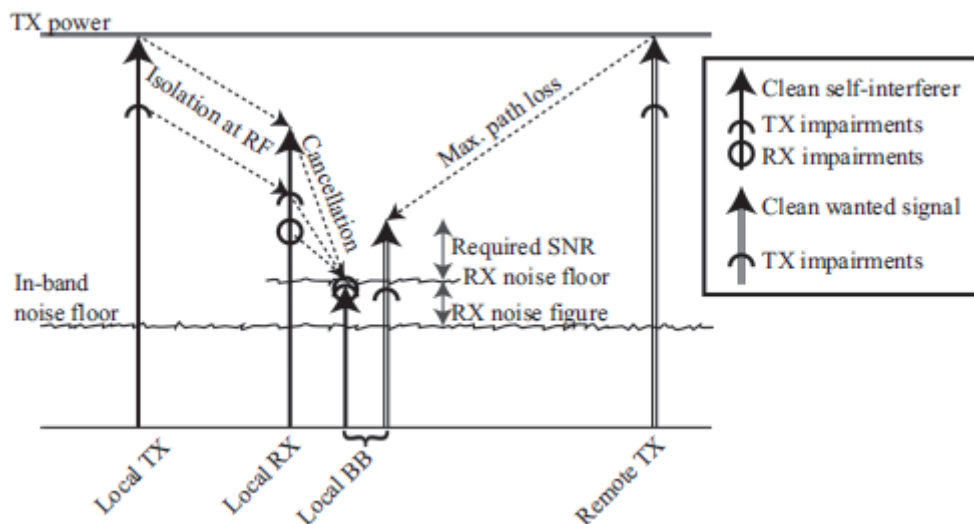 TX power
Isolation at RF
Cancellation
Max. path loss
Required SNR
RX noise floor
RX noise figure
In-band
noise floor
Local TX
Local RX
Local BB
Remote TX
Clean self-interferer
TX impairments
RX impairments
Clean wanted signal
TX impairments